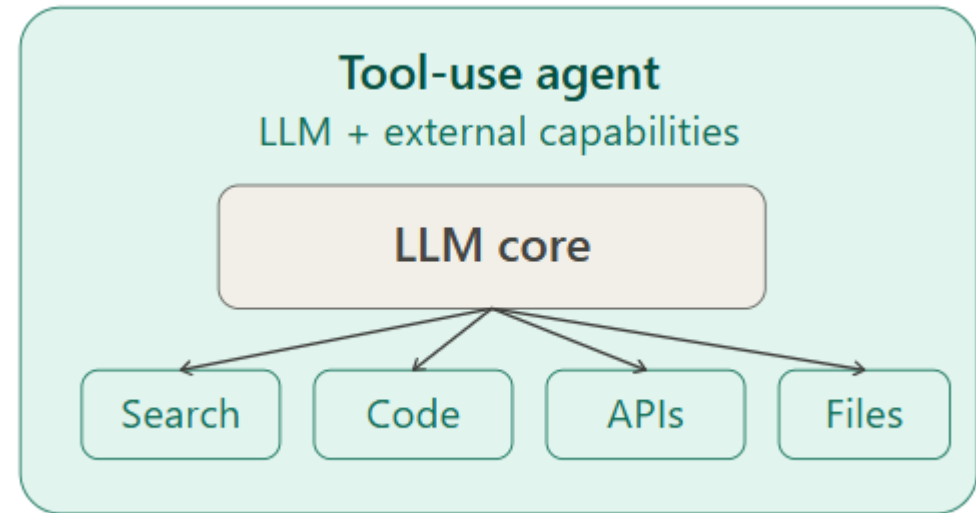 Tool-use agent
LLM + external capabilities
LLM core
Search
Code
APIs
Files